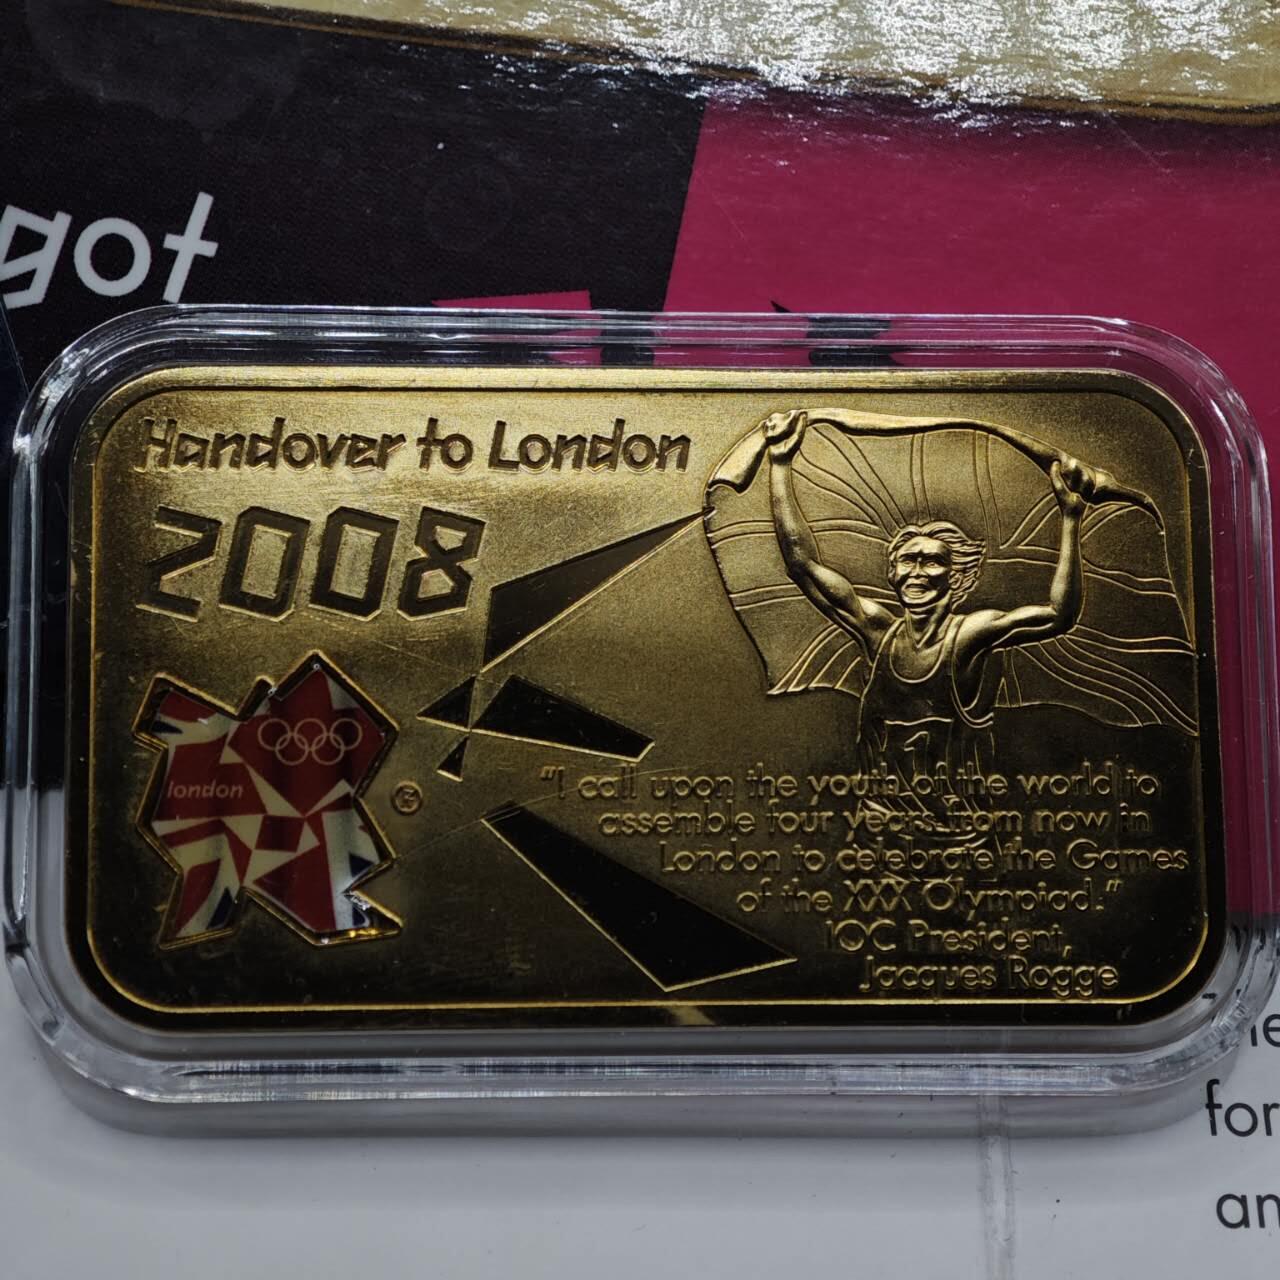 got
Handover to London
2008
london
1
"I call upon the youth of the world to
assemble four years from now in
London to celebrate the Games
of the XXX Olympiad."
IOC President,
Jacques Rogge
for
an